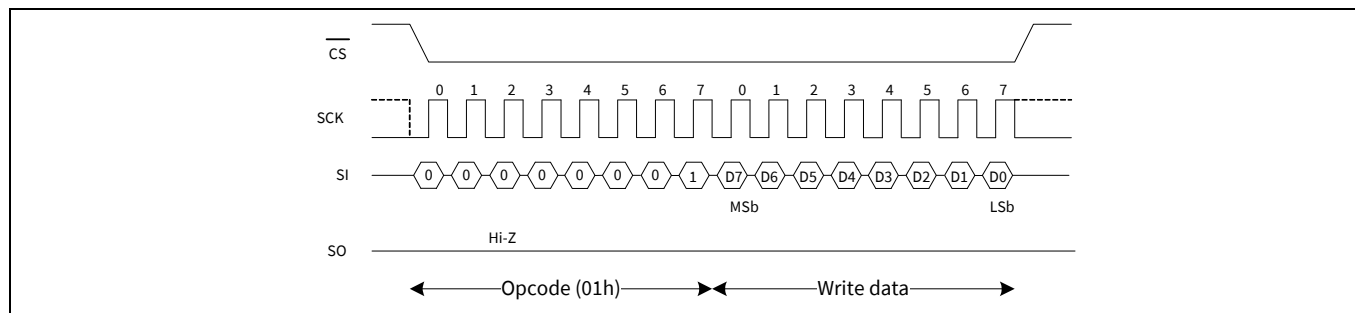 CS
0 1 2 3 4 5 6 7 0 1 2 3 4 5 6 7
SCK
SI 0 0 0 0 0 0 0 1 D7 D6 D5 D4 D3 D2 D1 D0
MSb LSb
Hi-Z
SO
Opcode (01h) Write data